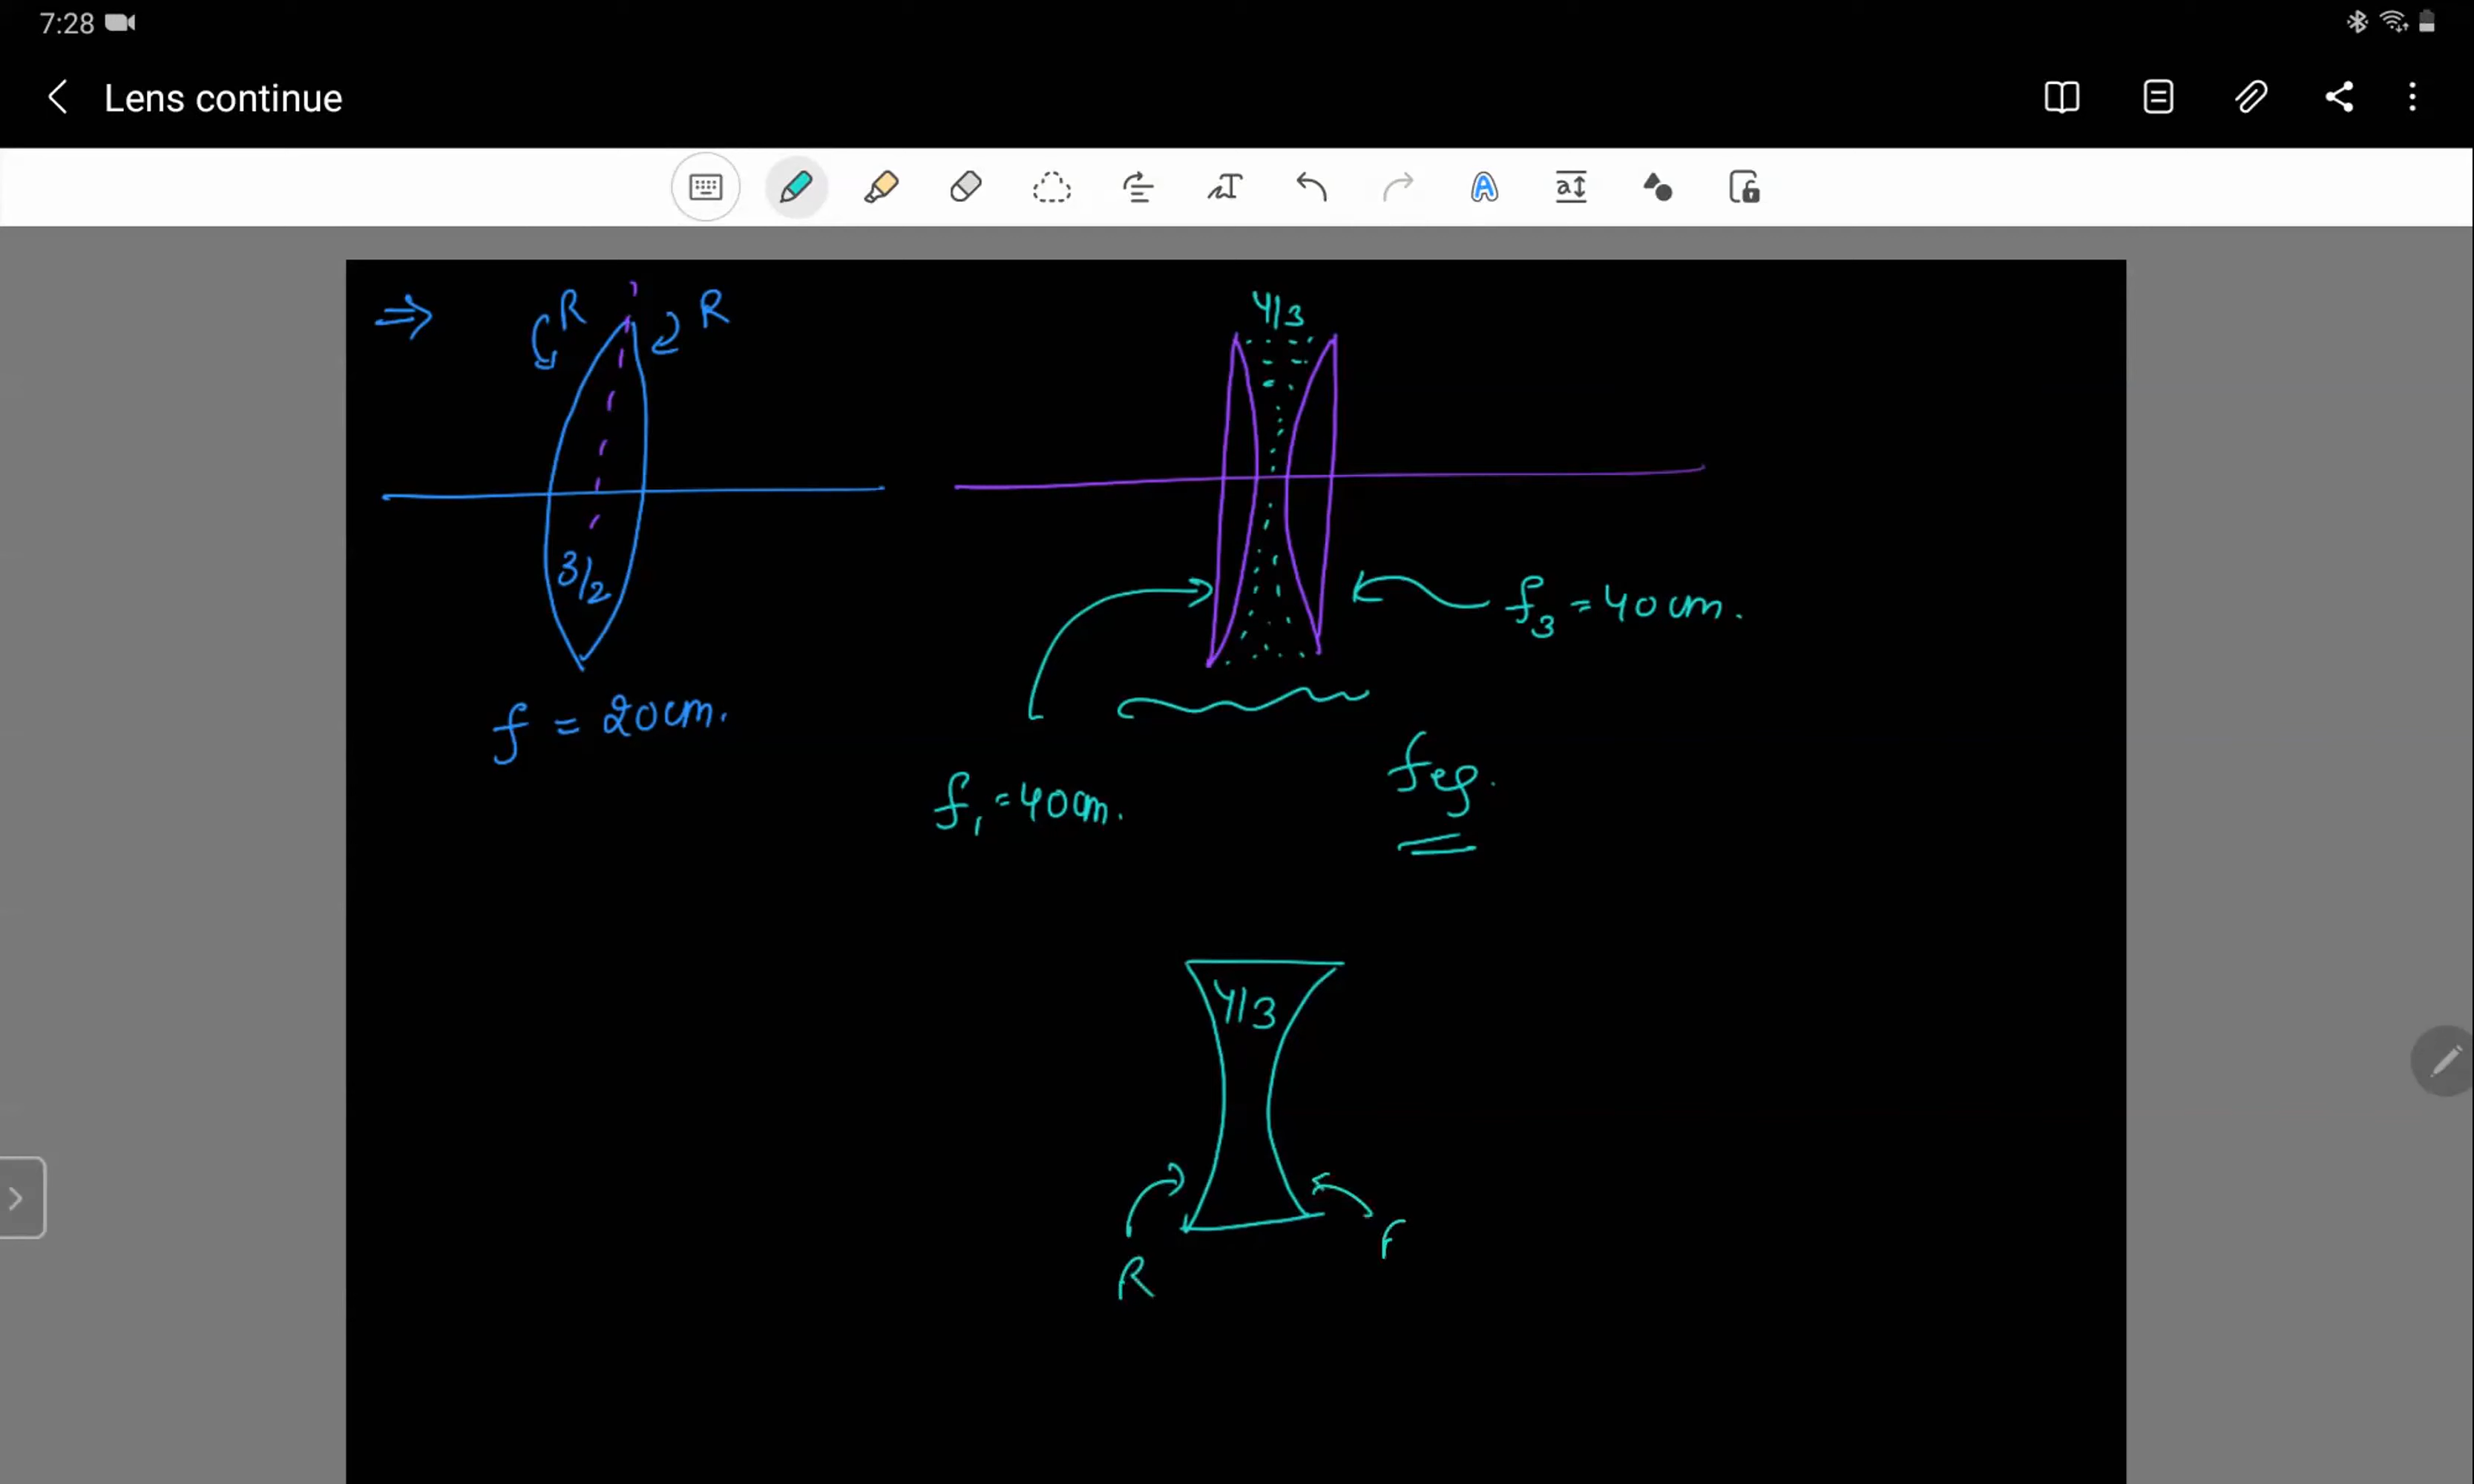 7:28
Lens continue
⇒ R R
3/2
f = 20cm.
4/3
f₃ = 40cm.
f₁ = 40cm.
feq.
4/3
R